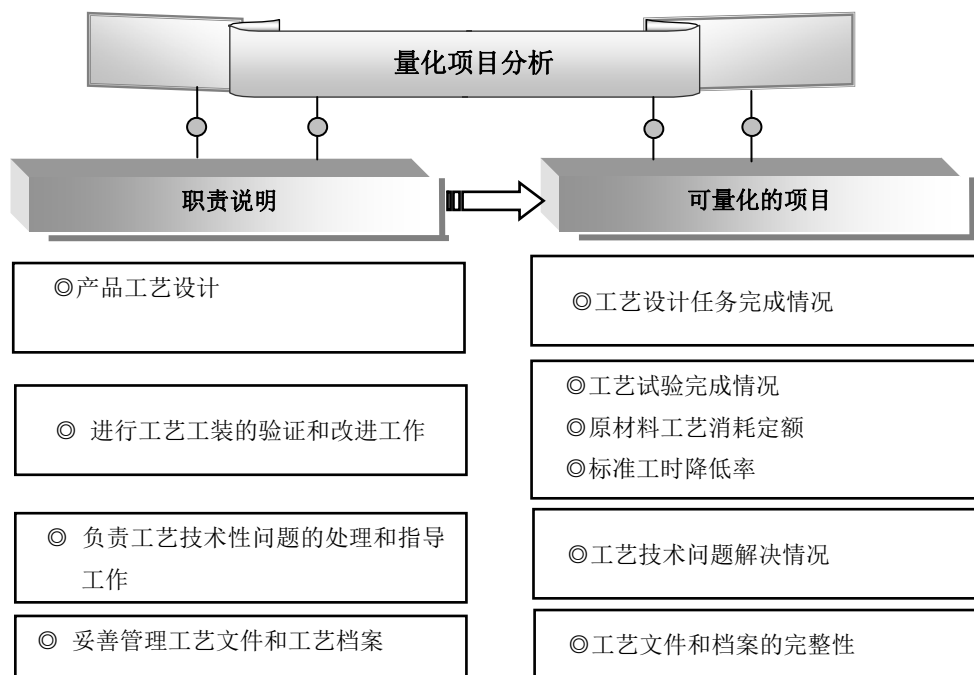 量化项目分析
职责说明
可量化的项目
◎产品工艺设计
◎工艺设计任务完成情况
◎ 进行工艺工装的验证和改进工作
◎工艺试验完成情况
◎原材料工艺消耗定额
◎标准工时降低率
◎ 负责工艺技术性问题的处理和指导
工作
◎工艺技术问题解决情况
◎ 妥善管理工艺文件和工艺档案
◎工艺文件和档案的完整性